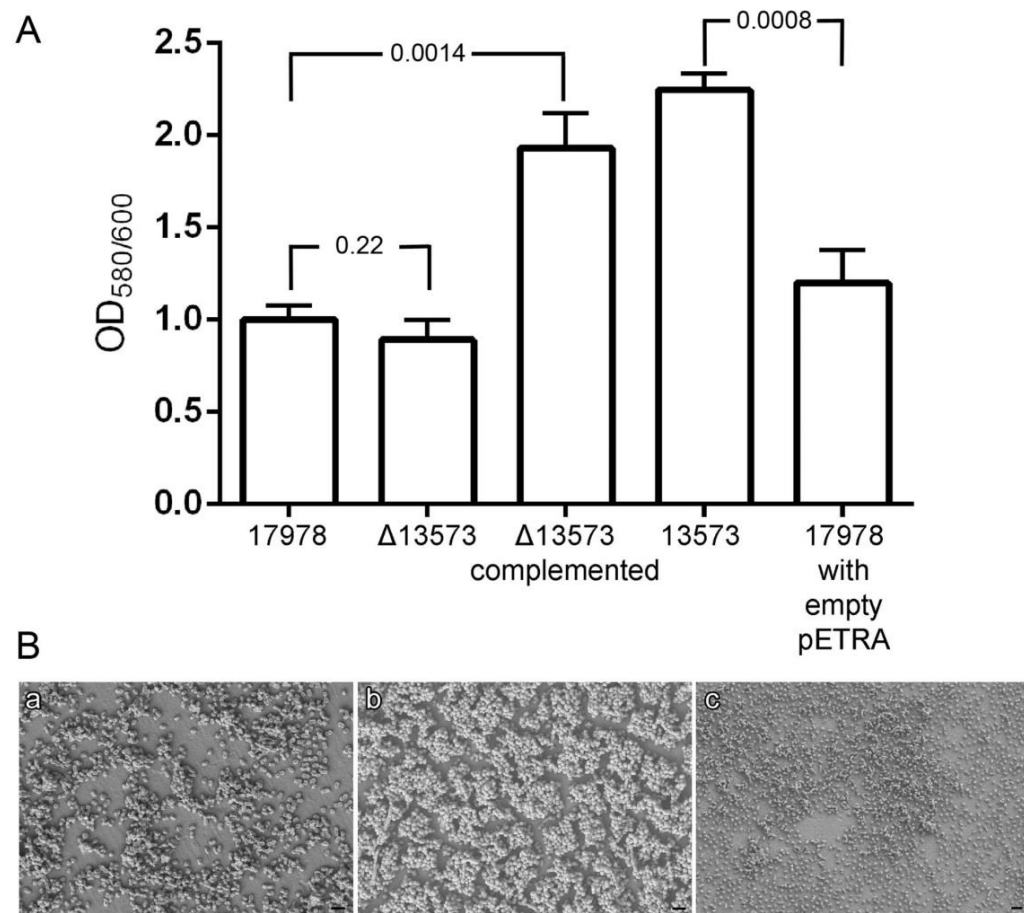 A
2.5
2.0
1.5
1.0
0.5
0.0
OD580/600
0.0014
0.0008
0.22
17978
Δ13573
Δ13573
complemented
13573
17978
with
empty
pETRA
B
a
b
c